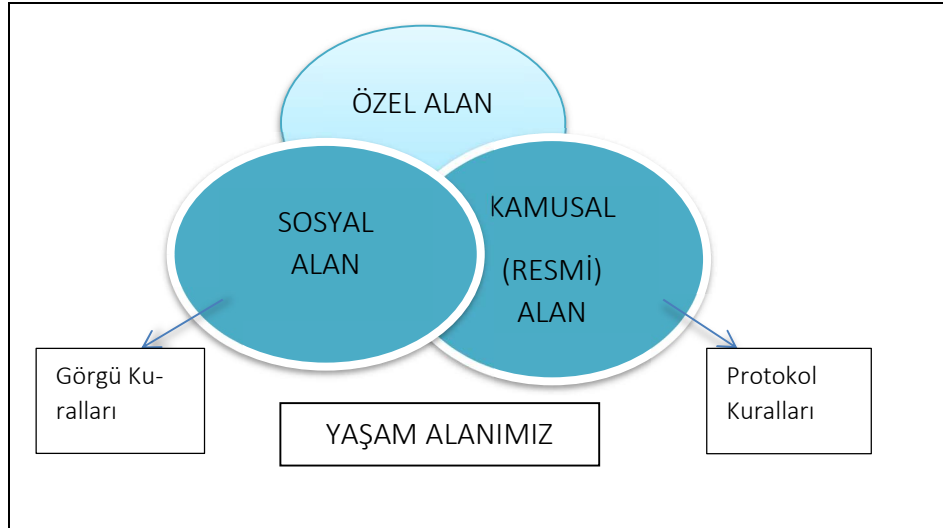 ÖZEL ALAN
SOSYAL
ALAN
KAMUSAL
(RESMİ)
ALAN
Görgü Ku-
ralları
Protokol
Kuralları
YAŞAM ALANIMIZ